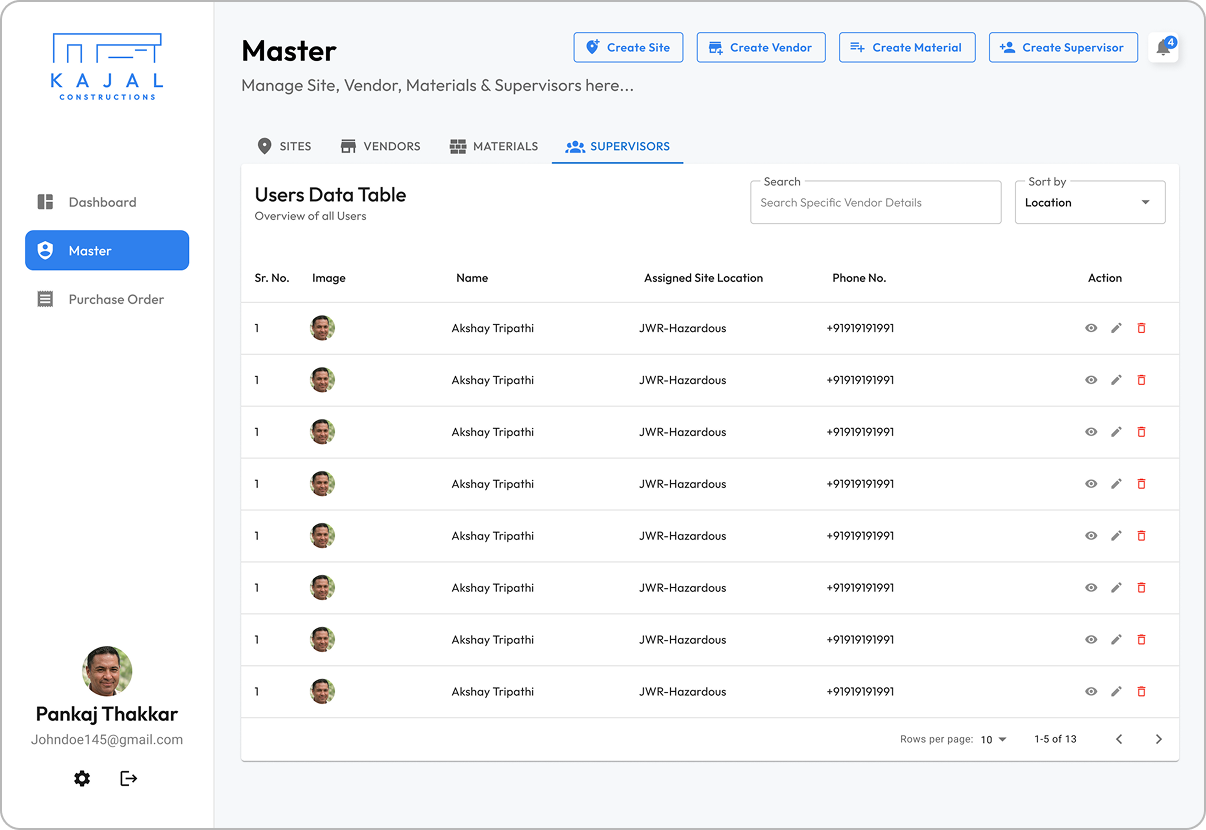 KAJAL
CONSTRUCTIONS
Dashboard
Master
Purchase Order
Pankaj Thakkar
Johndoe145@gmail.com
Master
Manage Site, Vendor, Materials & Supervisors here...
Create Site
Create Vendor
Create Material
Create Supervisor
4
SITES
VENDORS
MATERIALS
SUPERVISORS
Users Data Table
Overview of all Users
Search
Search Specific Vendor Details
Sort by
Location
Sr. No. Image Name Assigned Site Location Phone No. Action
1 Akshay Tripathi JWR-Hazardous +91919191991
1 Akshay Tripathi JWR-Hazardous +91919191991
1 Akshay Tripathi JWR-Hazardous +91919191991
1 Akshay Tripathi JWR-Hazardous +91919191991
1 Akshay Tripathi JWR-Hazardous +91919191991
1 Akshay Tripathi JWR-Hazardous +91919191991
1 Akshay Tripathi JWR-Hazardous +91919191991
1 Akshay Tripathi JWR-Hazardous +91919191991
Rows per page: 10 1-5 of 13